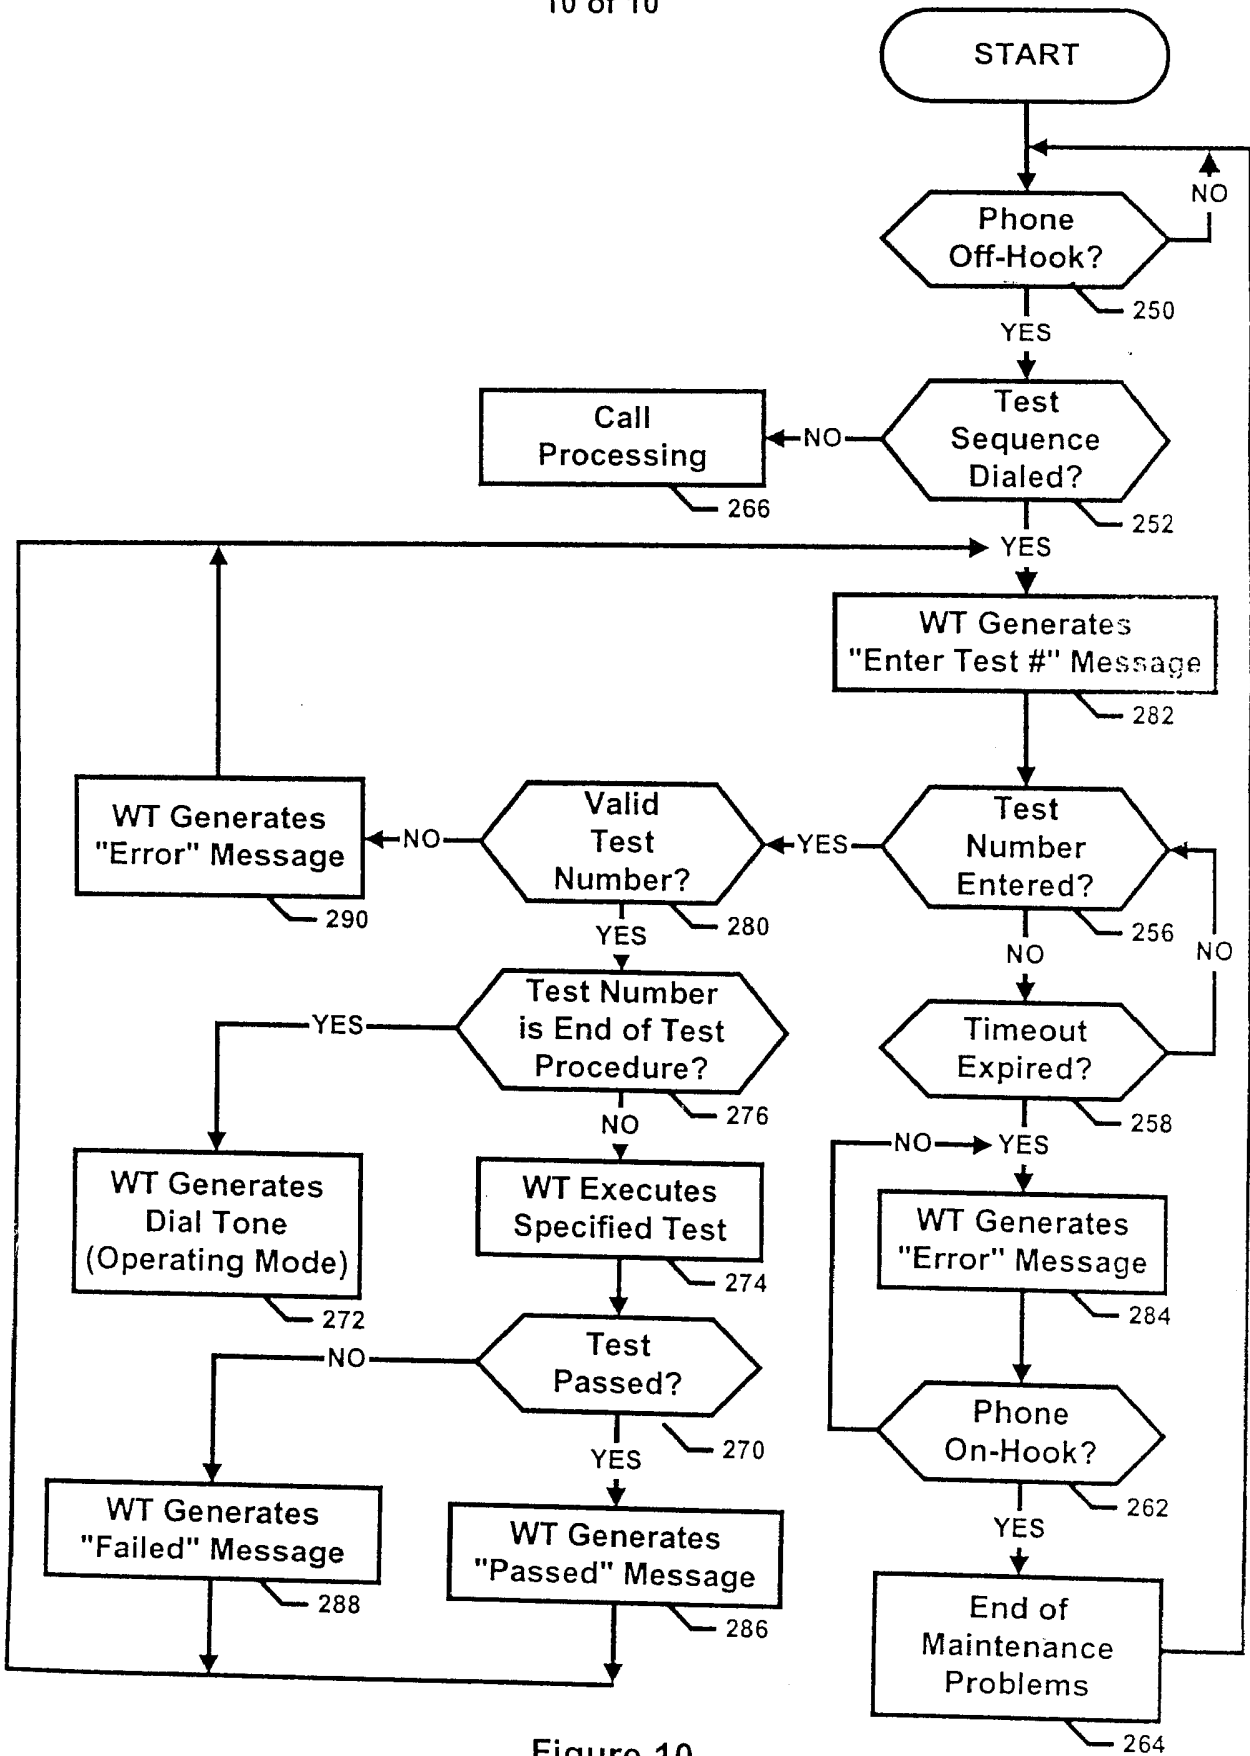 10 of 10
START
NO
Phone
Off-Hook?
250
YES
Test
Sequence
Dialed?
252
NO
Call
Processing
266
YES
WT Generates
"Enter Test #" Message
282
Test
Number
Entered?
256
YES
Valid
Test
Number?
280
NO
WT Generates
"Error" Message
290
NO
NO
Timeout
Expired?
258
YES
NO
WT Generates
"Error" Message
284
Phone
On-Hook?
262
YES
End of
Maintenance
Problems
264
YES
Test Number
is End of Test
Procedure?
276
YES
WT Generates
Dial Tone
(Operating Mode)
272
NO
WT Executes
Specified Test
274
Test
Passed?
270
NO
WT Generates
"Failed" Message
288
YES
WT Generates
"Passed" Message
286
Figure 10